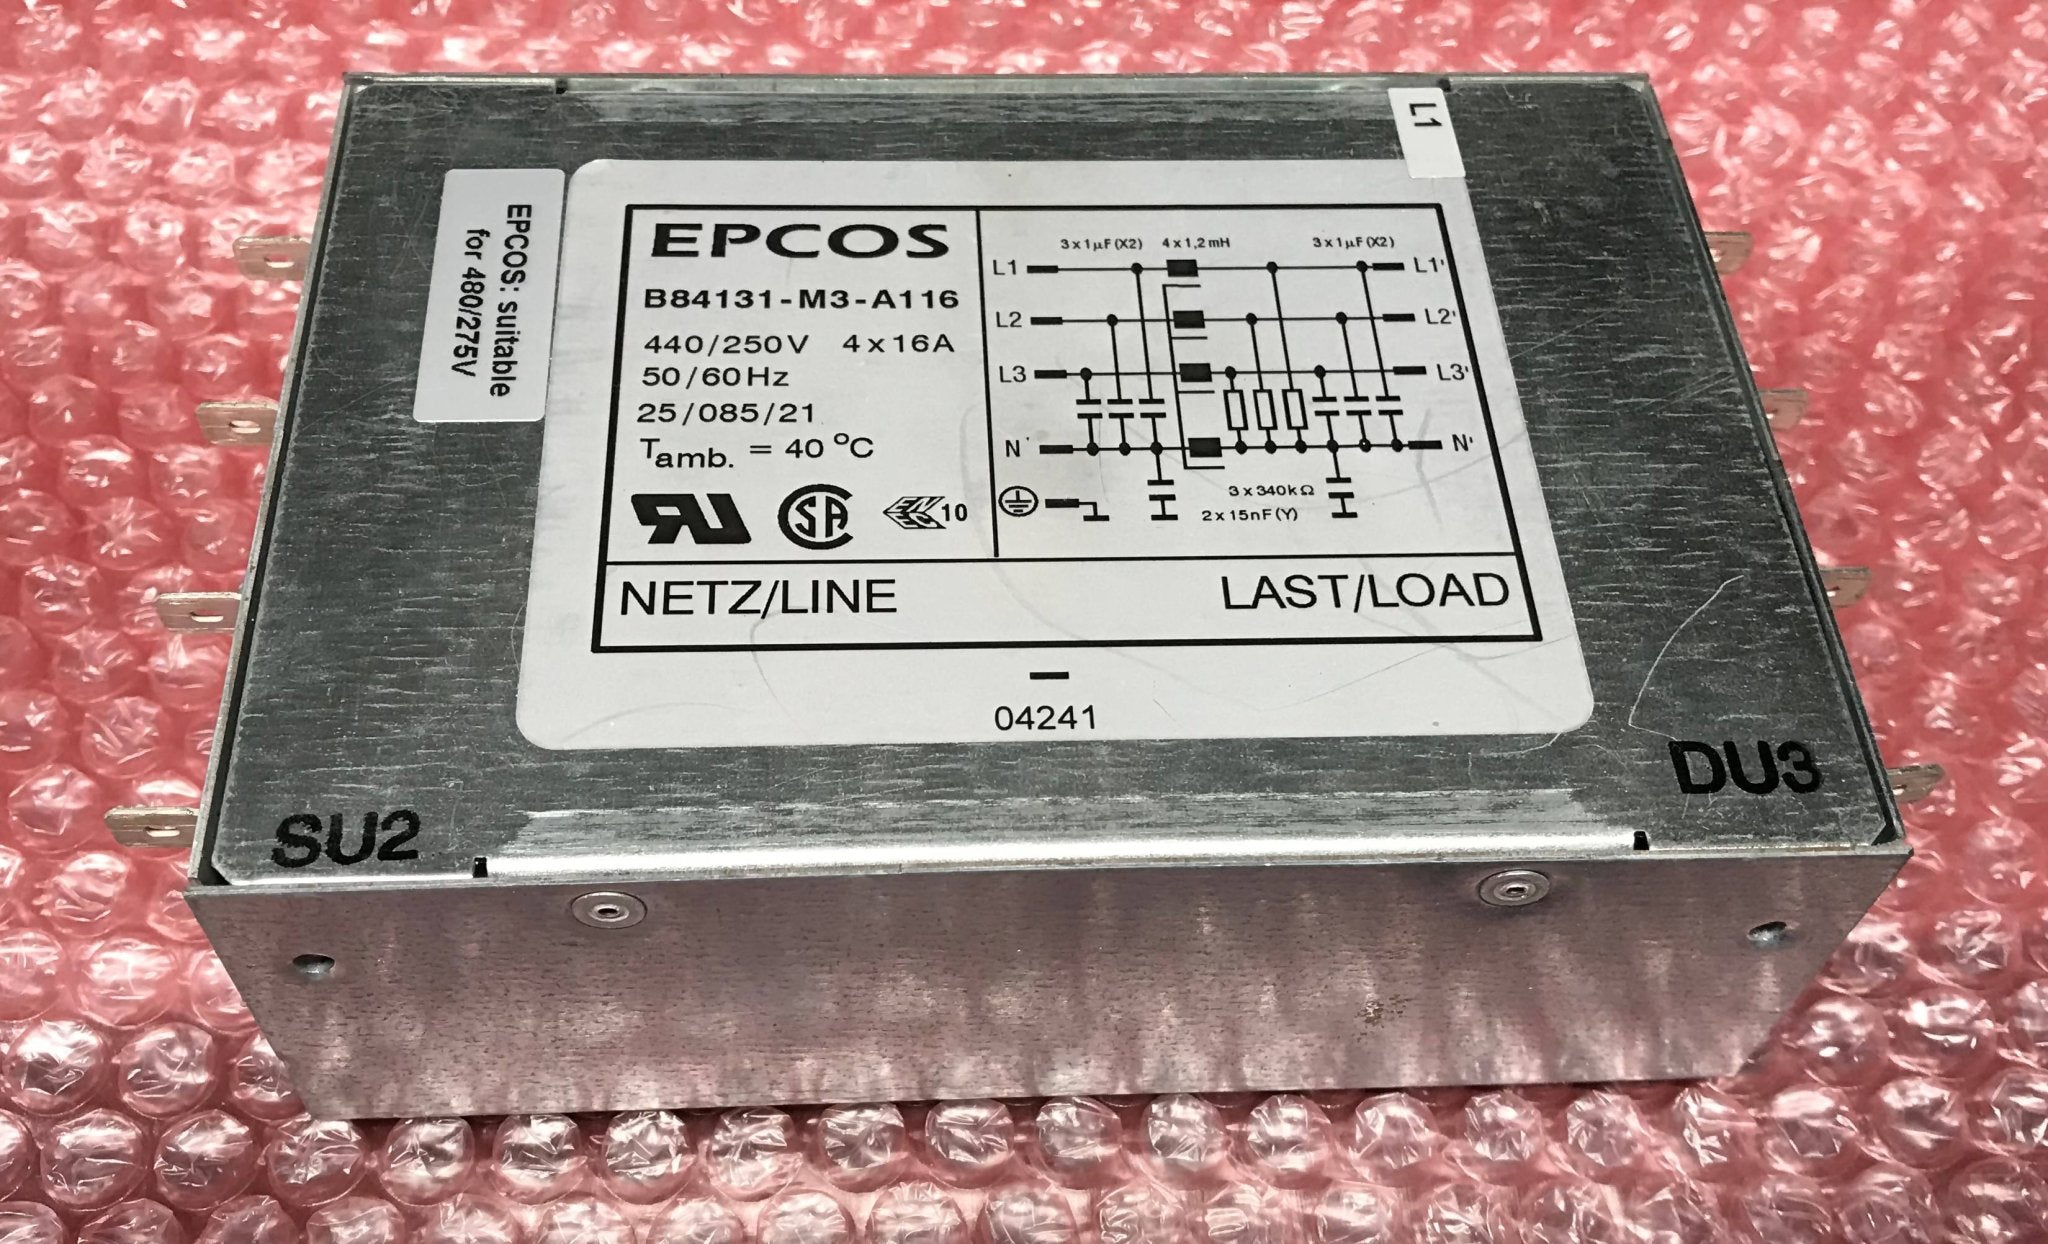 L1
EPCOS: suitable
for 480/275V
EPCOS
B84131-M3-A116
440/250V 4x16A
50/60Hz
25/085/21
Tamb. = 40 °C
RU
SA
10
3x1µF(X2) 4x1,2mH 3x1µF(X2)
L1 L1'
L2 L2'
L3 L3'
N' N'
3x340kΩ
2x15nF(Y)
NETZ/LINE LAST/LOAD
04241
SU2 DU3